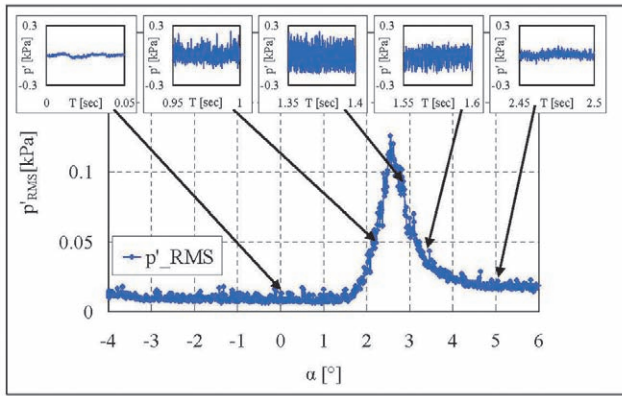 0.3 0.3 0.3 0.3 0.3
p' [kPa] p' [kPa] p' [kPa] p' [kPa] p' [kPa]
-0.3 -0.3 -0.3 -0.3 -0.3
0 T [sec] 0.05 0.95 T [sec] 1 1.35 T [sec] 1.4 1.55 T [sec] 1.6 2.45 T [sec] 2.5
p'RMS[kPa]
0.1
0.05
p'_RMS
0
-4 -3 -2 -1 0 1 2 3 4 5 6
α [°]